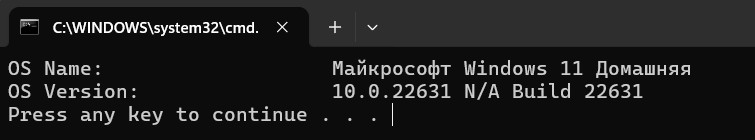 C:\WINDOWS\system32\cmd.
OS Name: Майкрософт Windows 11 Домашняя
OS Version: 10.0.22631 N/A Build 22631
Press any key to continue . . .